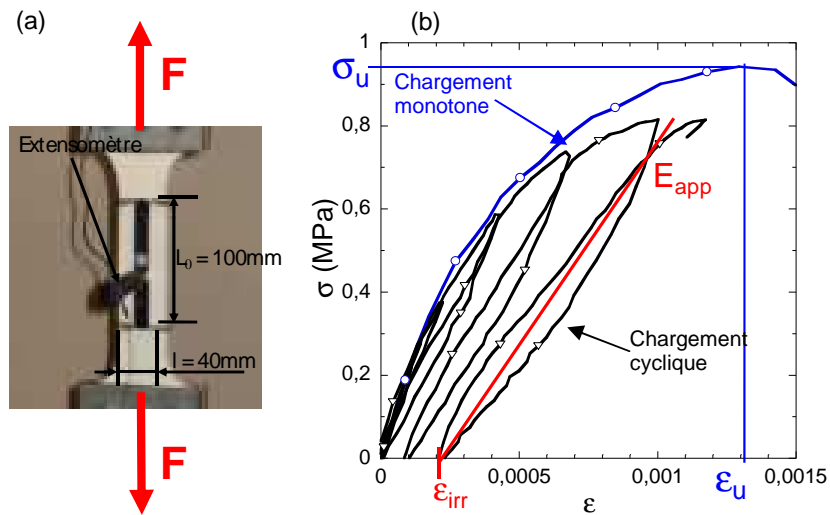 (a)
F
Extensomètre
L₀ = 100mm
l = 40mm
F
(b)
σu
Chargement
monotone
Eapp
Chargement
cyclique
σ (MPa)
1
0,8
0,6
0,4
0,2
0
0
0,0005
0,001
0,0015
εirr
ε
εu